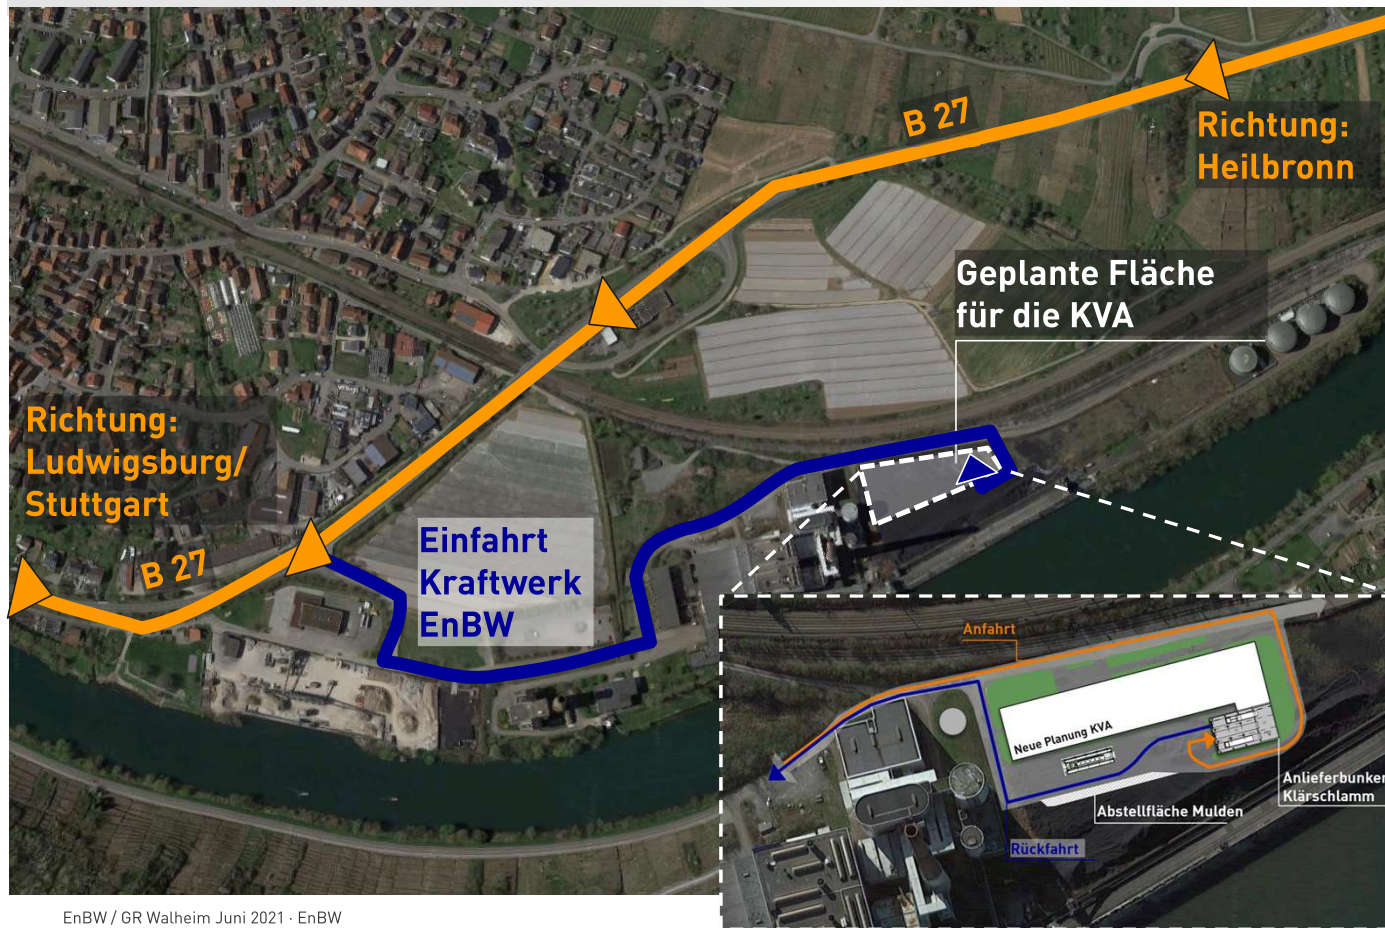 B 27
Richtung:
Heilbronn
Geplante Fläche
für die KVA
Richtung:
Ludwigsburg/
Stuttgart
B 27
Einfahrt
Kraftwerk
EnBW
Anfahrt
Neue Planung KVA
Anlieferbunker
Klärschlamm
Abstellfläche Mulden
Rückfahrt
EnBW / GR Walheim Juni 2021 · EnBW